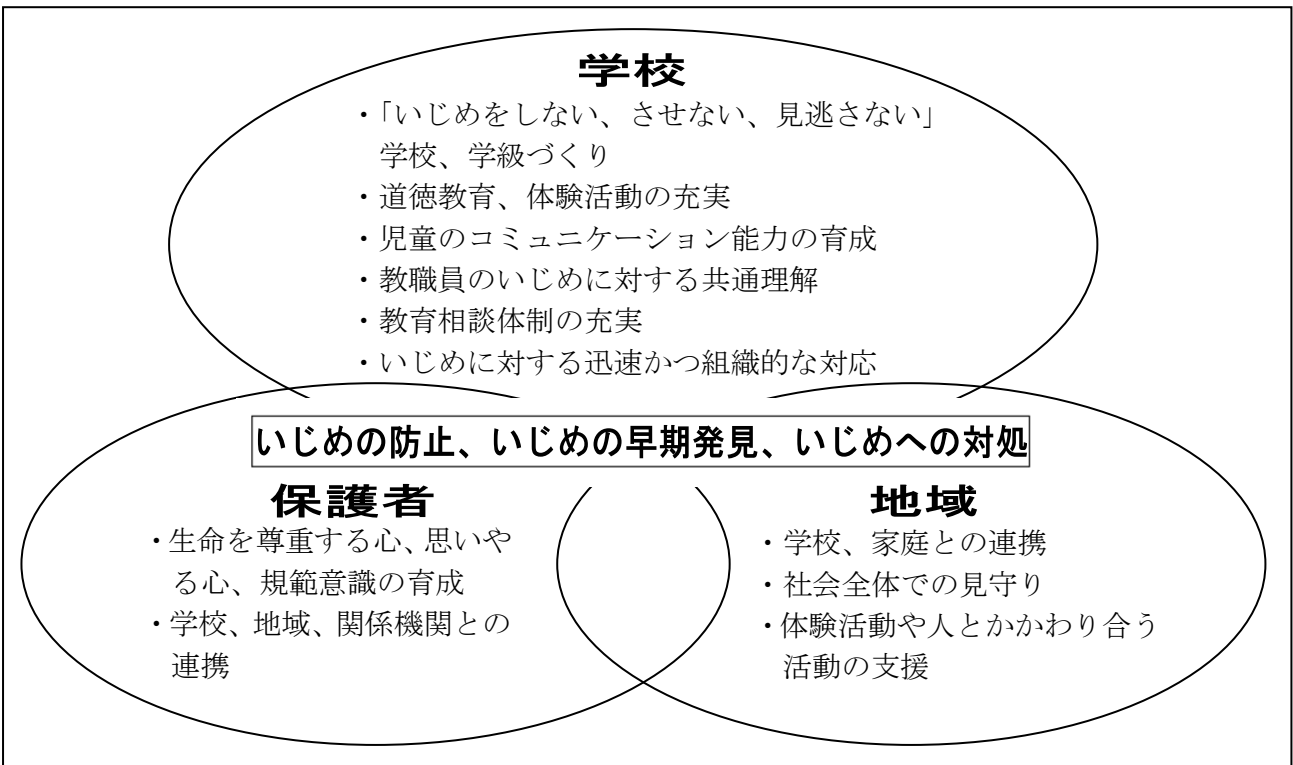 学校
・「いじめをしない、させない、見逃さない」
学校、学級づくり
・道徳教育、体験活動の充実
・児童のコミュニケーション能力の育成
・教職員のいじめに対する共通理解
・教育相談体制の充実
・いじめに対する迅速かつ組織的な対応
いじめの防止、いじめの早期発見、いじめへの対処
保護者
・生命を尊重する心、思いや
る心、規範意識の育成
・学校、地域、関係機関との
連携
地域
・学校、家庭との連携
・社会全体での見守り
・体験活動や人とかかわり合う
活動の支援